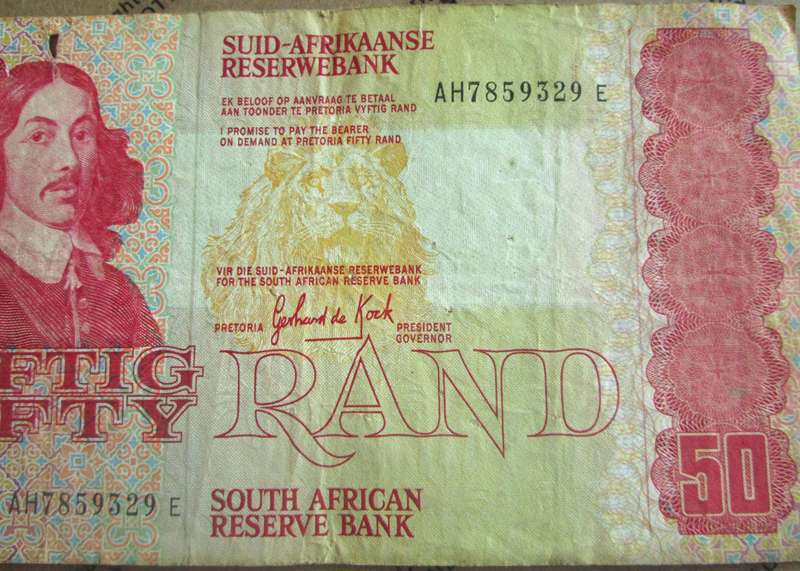 SUID-AFRIKAANSE
RESERWEBANK
EK BELOOF OP AANVRAAG TE BETAAL
AAN TOONDER TE PRETORIA VYFTIG RAND
AH7859329 E
I PROMISE TO PAY THE BEARER
ON DEMAND AT PRETORIA FIFTY RAND
VIR DIE SUID-AFRIKAANSE RESERWEBANK
FOR THE SOUTH AFRICAN RESERVE BANK
Gerhard de Kock
PRETORIA
PRESIDENT
GOVERNOR
FTIG
FTY
RAND
50
AH7859329 E
SOUTH AFRICAN
RESERVE BANK